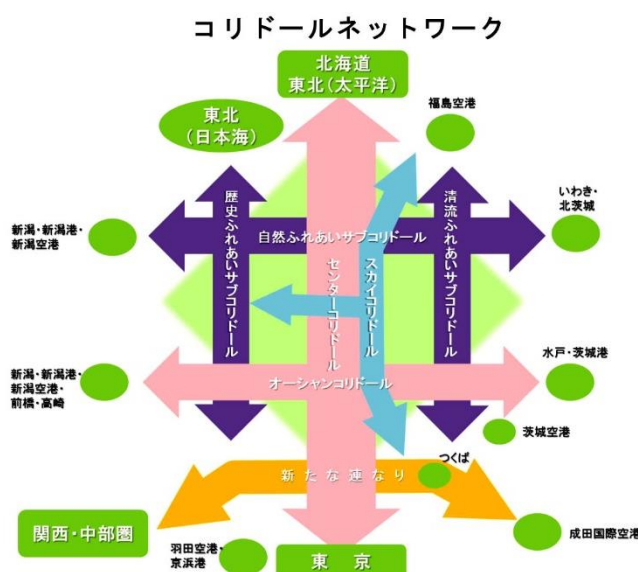 コリドールネットワーク
北海道
東北(太平洋)
東北
(日本海)
福島空港
歴史ふれあいサブコリドール
清流ふれあいサブコリドール
いわき・
北茨城
新潟・新潟港・
新潟空港
自然ふれあいサブコリドール
センターコリドール
スカイコリドール
新潟・新潟港・
新潟空港・
前橋・高崎
オーシャンコリドール
水戸・茨城港
茨城空港
つくば
新たな連なり
関西・中部圏
成田国際空港
羽田空港・
京浜港
東京